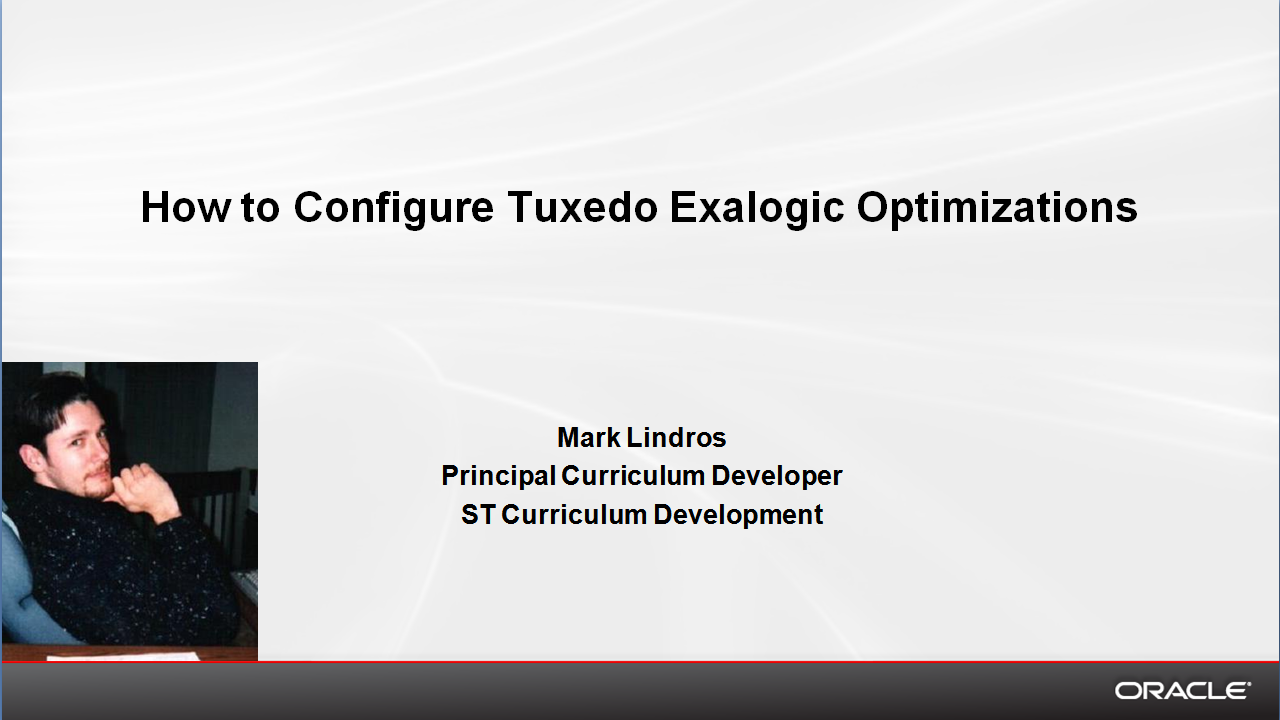 How to Configure Tuxedo Exalogic Optimizations
Mark Lindros
Principal Curriculum Developer
ST Curriculum Development
ORACLE®